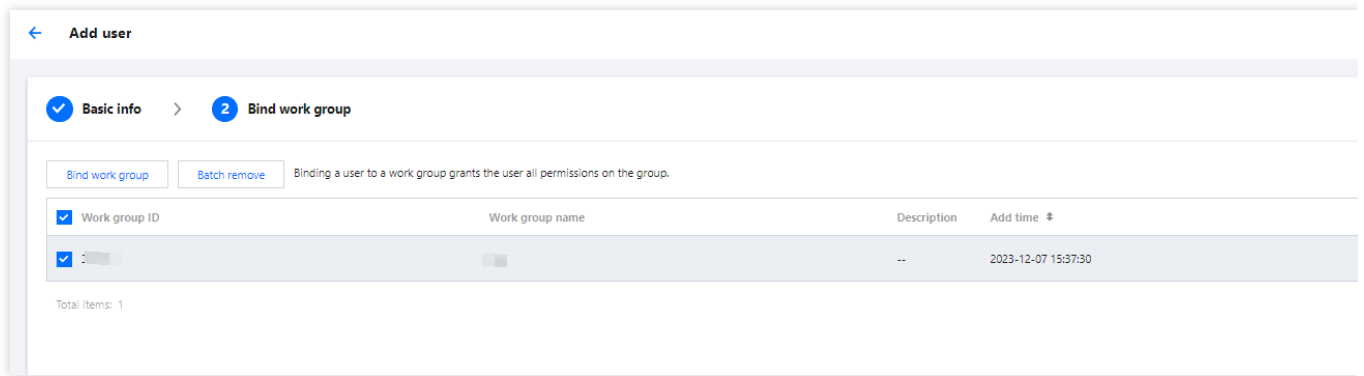 Add user
Basic info
2 Bind work group
Bind work group Batch remove Binding a user to a work group grants the user all permissions on the group.
Work group ID Work group name Description Add time
-- 2023-12-07 15:37:30
Total items: 1